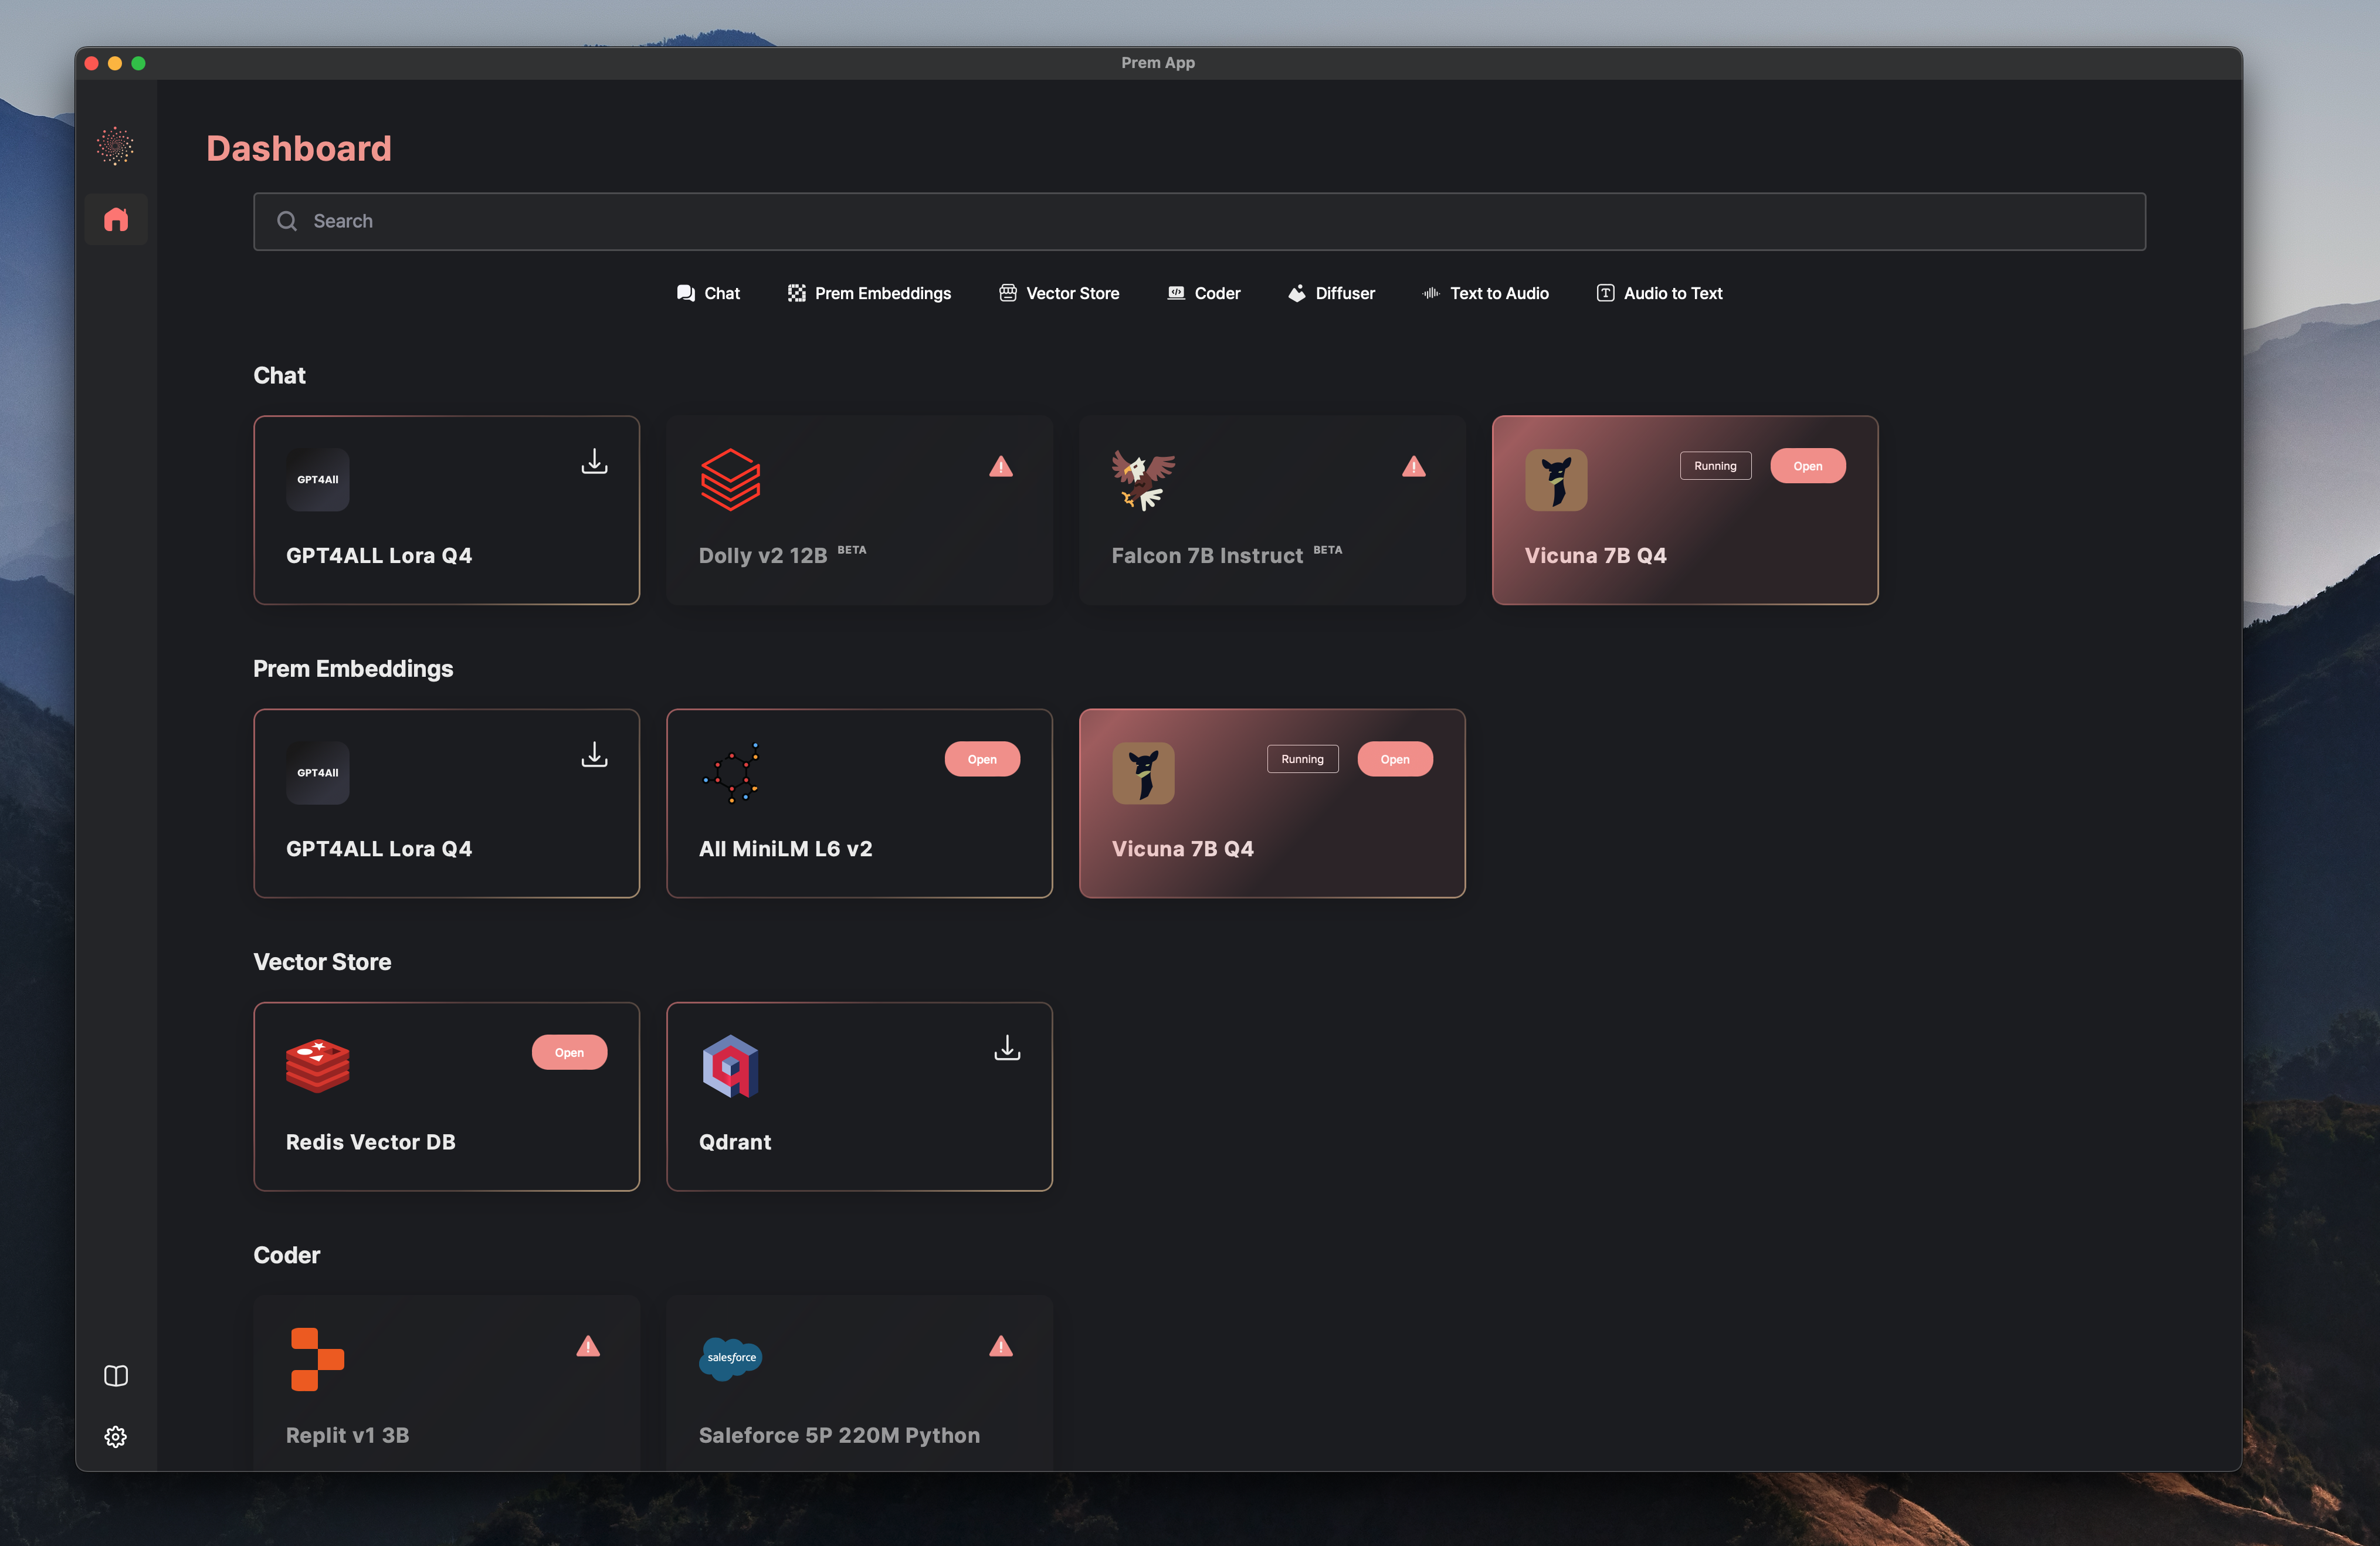 Prem App
Dashboard
Search
Chat Prem Embeddings Vector Store Coder Diffuser Text to Audio Audio to Text
Chat
GPT4All
GPT4ALL Lora Q4
Dolly v2 12B BETA
Falcon 7B Instruct BETA
Running Open
Vicuna 7B Q4
Prem Embeddings
GPT4All
GPT4ALL Lora Q4
Open
All MiniLM L6 v2
Running Open
Vicuna 7B Q4
Vector Store
Open
Redis Vector DB
Qdrant
Coder
Replit v1 3B
salesforce
Saleforce 5P 220M Python